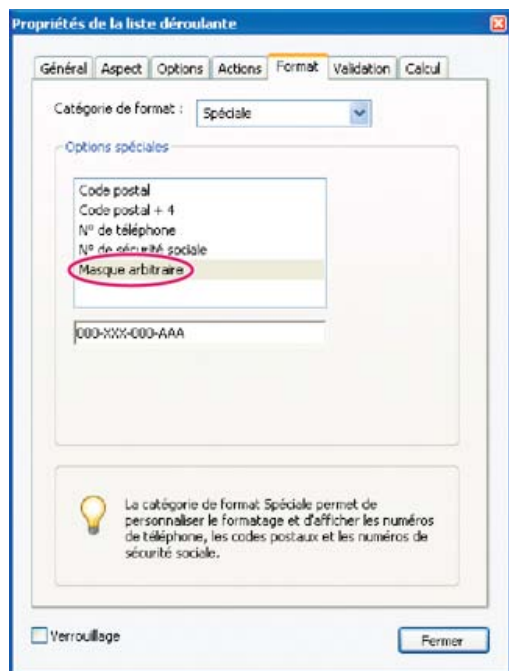 Propriétés de la liste déroulante
Général Aspect Options Actions Format Validation Calcul
Catégorie de format : Spéciale
Options spéciales
Code postal
Code postal + 4
N° de téléphone
N° de sécurité sociale
Masque arbitraire
000-XXX-000-AAA
La catégorie de format Spéciale permet de
personnaliser le formatage et d'afficher les numéros
de téléphone, les codes postaux et les numéros de
sécurité sociale.
Verrouillage Fermer